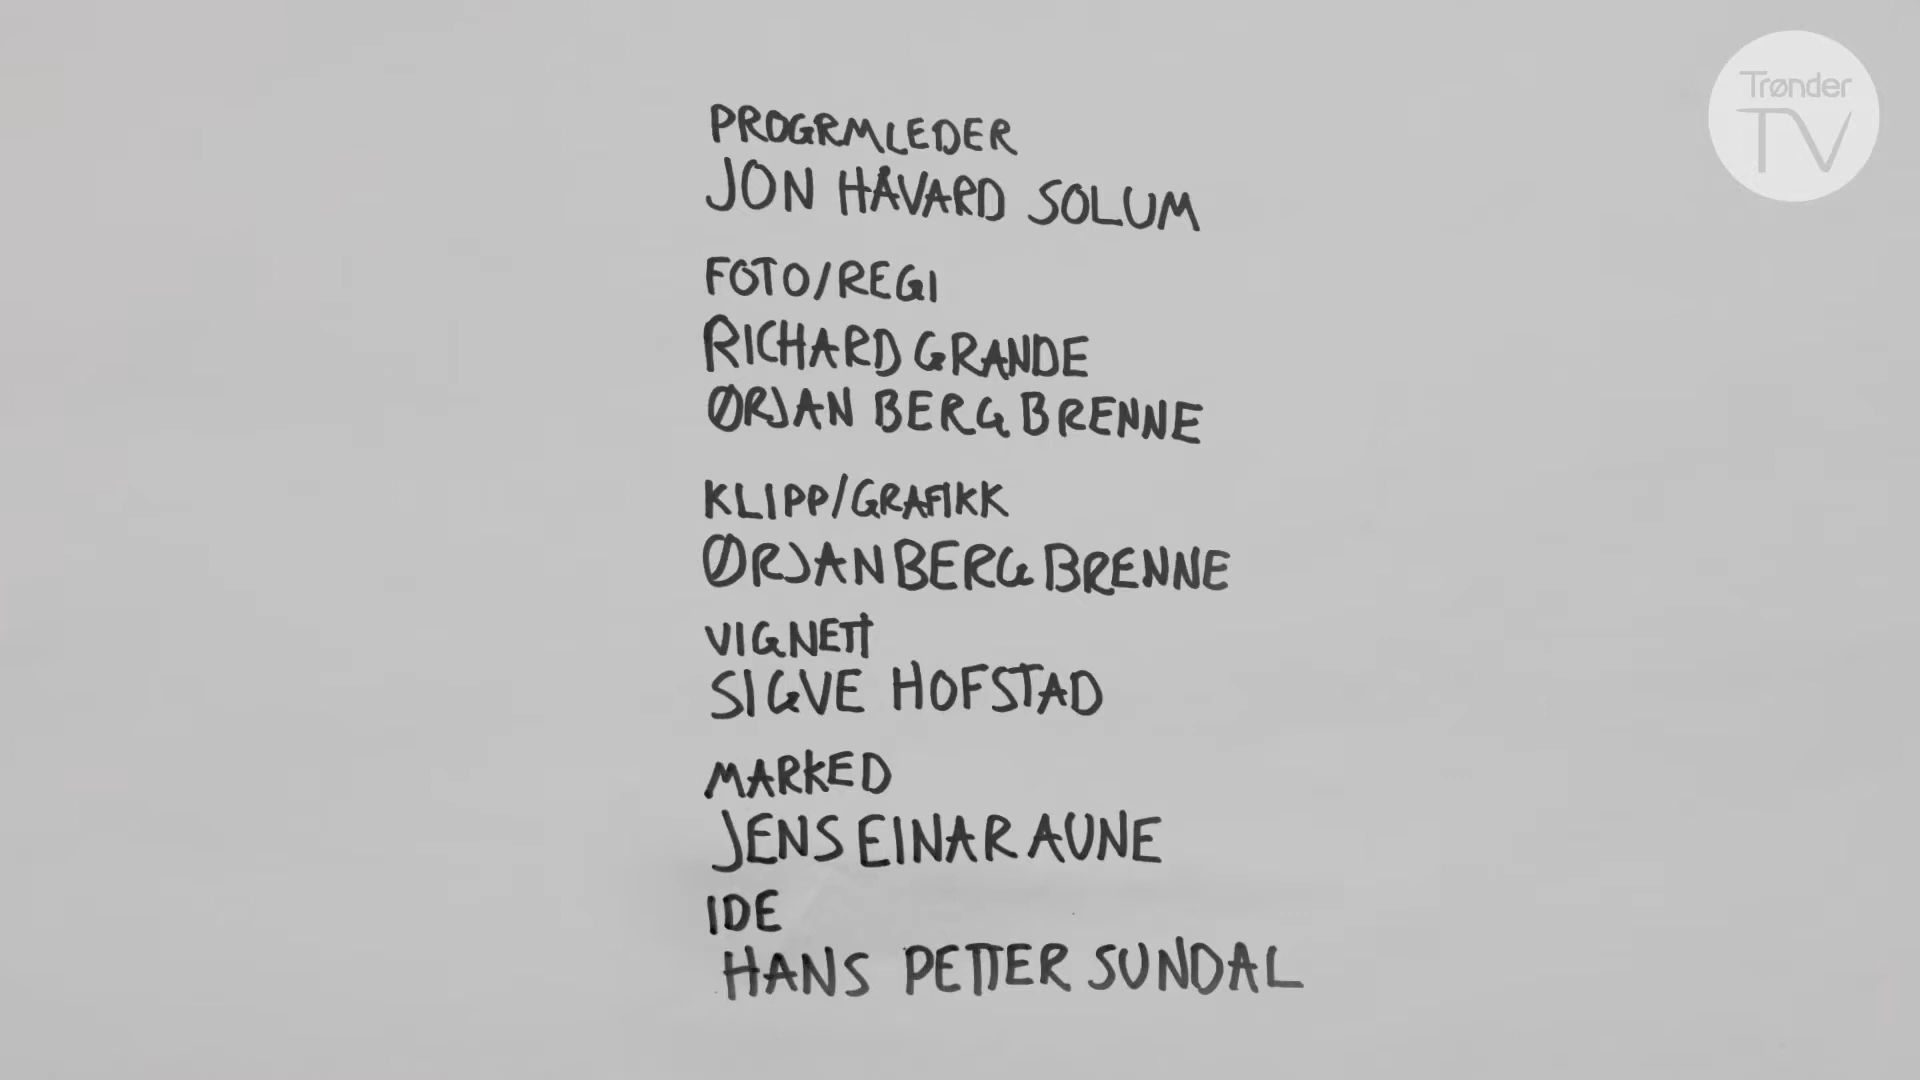 PROGRMLEDER
JON HÅVARD SOLUM
FOTO/REGI
RICHARD GRANDE
ØRJAN BERG BRENNE
KLIPP/GRAFIKK
ØRJAN BERG BRENNE
VIGNETT
SIGVE HOFSTAD
MARKED
JENS EINAR AUNE
IDE
HANS PETTER SUNDAL
Trønder
TV